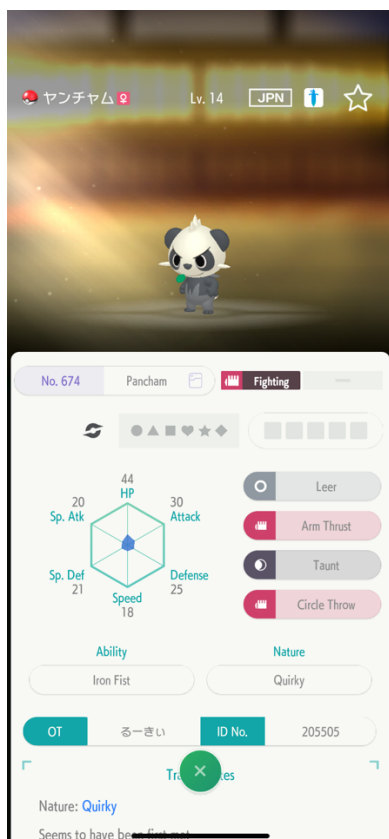 ヤンチャム♀ Lv. 14 JPN
No. 674 Pancham Fighting
44
HP
20 30
Sp. Atk Attack
Sp. Def Defense
21 25
Speed
18
Leer
Arm Thrust
Taunt
Circle Throw
Ability Nature
Iron Fist Quirky
OT るーきい ID No. 205505
Nature: Quirky
Seems to have been first met